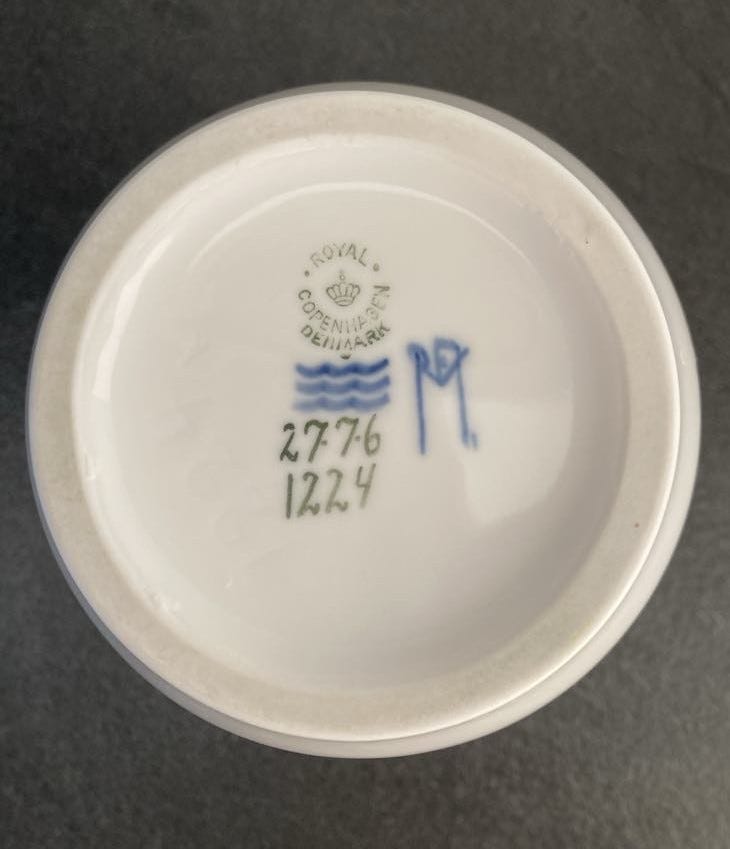 ROYAL
COPENHAGEN
DENMARK
2776
1224